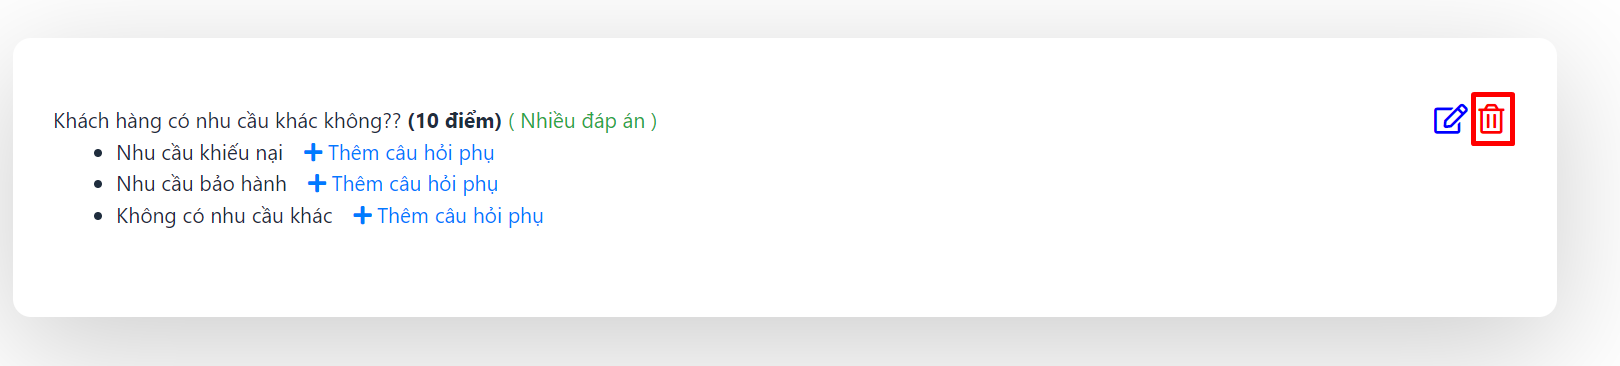 Khách hàng có nhu cầu khác không?? (10 điểm) ( Nhiều đáp án )
Nhu cầu khiếu nại Thêm câu hỏi phụ
Nhu cầu bảo hành Thêm câu hỏi phụ
Không có nhu cầu khác Thêm câu hỏi phụ